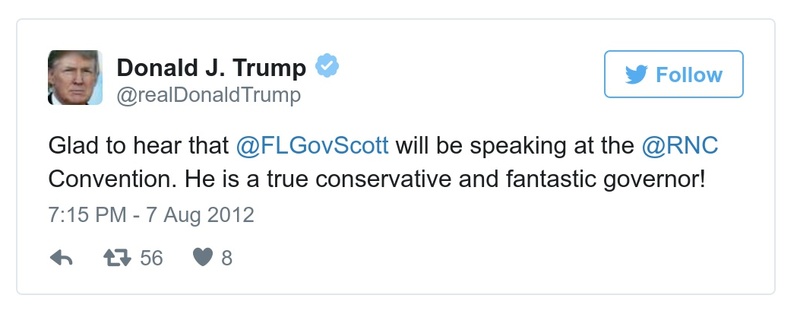 Donald J. Trump
@realDonaldTrump
Follow
Glad to hear that @FLGovScott will be speaking at the @RNC
Convention. He is a true conservative and fantastic governor!
7:15 PM - 7 Aug 2012
56 8